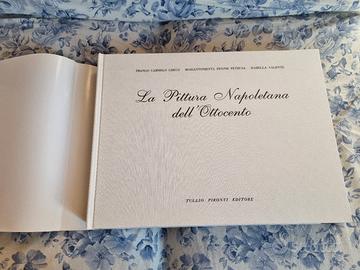 FRANCO CARMELO GRECO   MARIANTONIETTA PICONE PETRUSA   ISABELLA VALENTE
La Pittura Napoletana
dell'Ottocento
TULLIO PIRONTI EDITORE